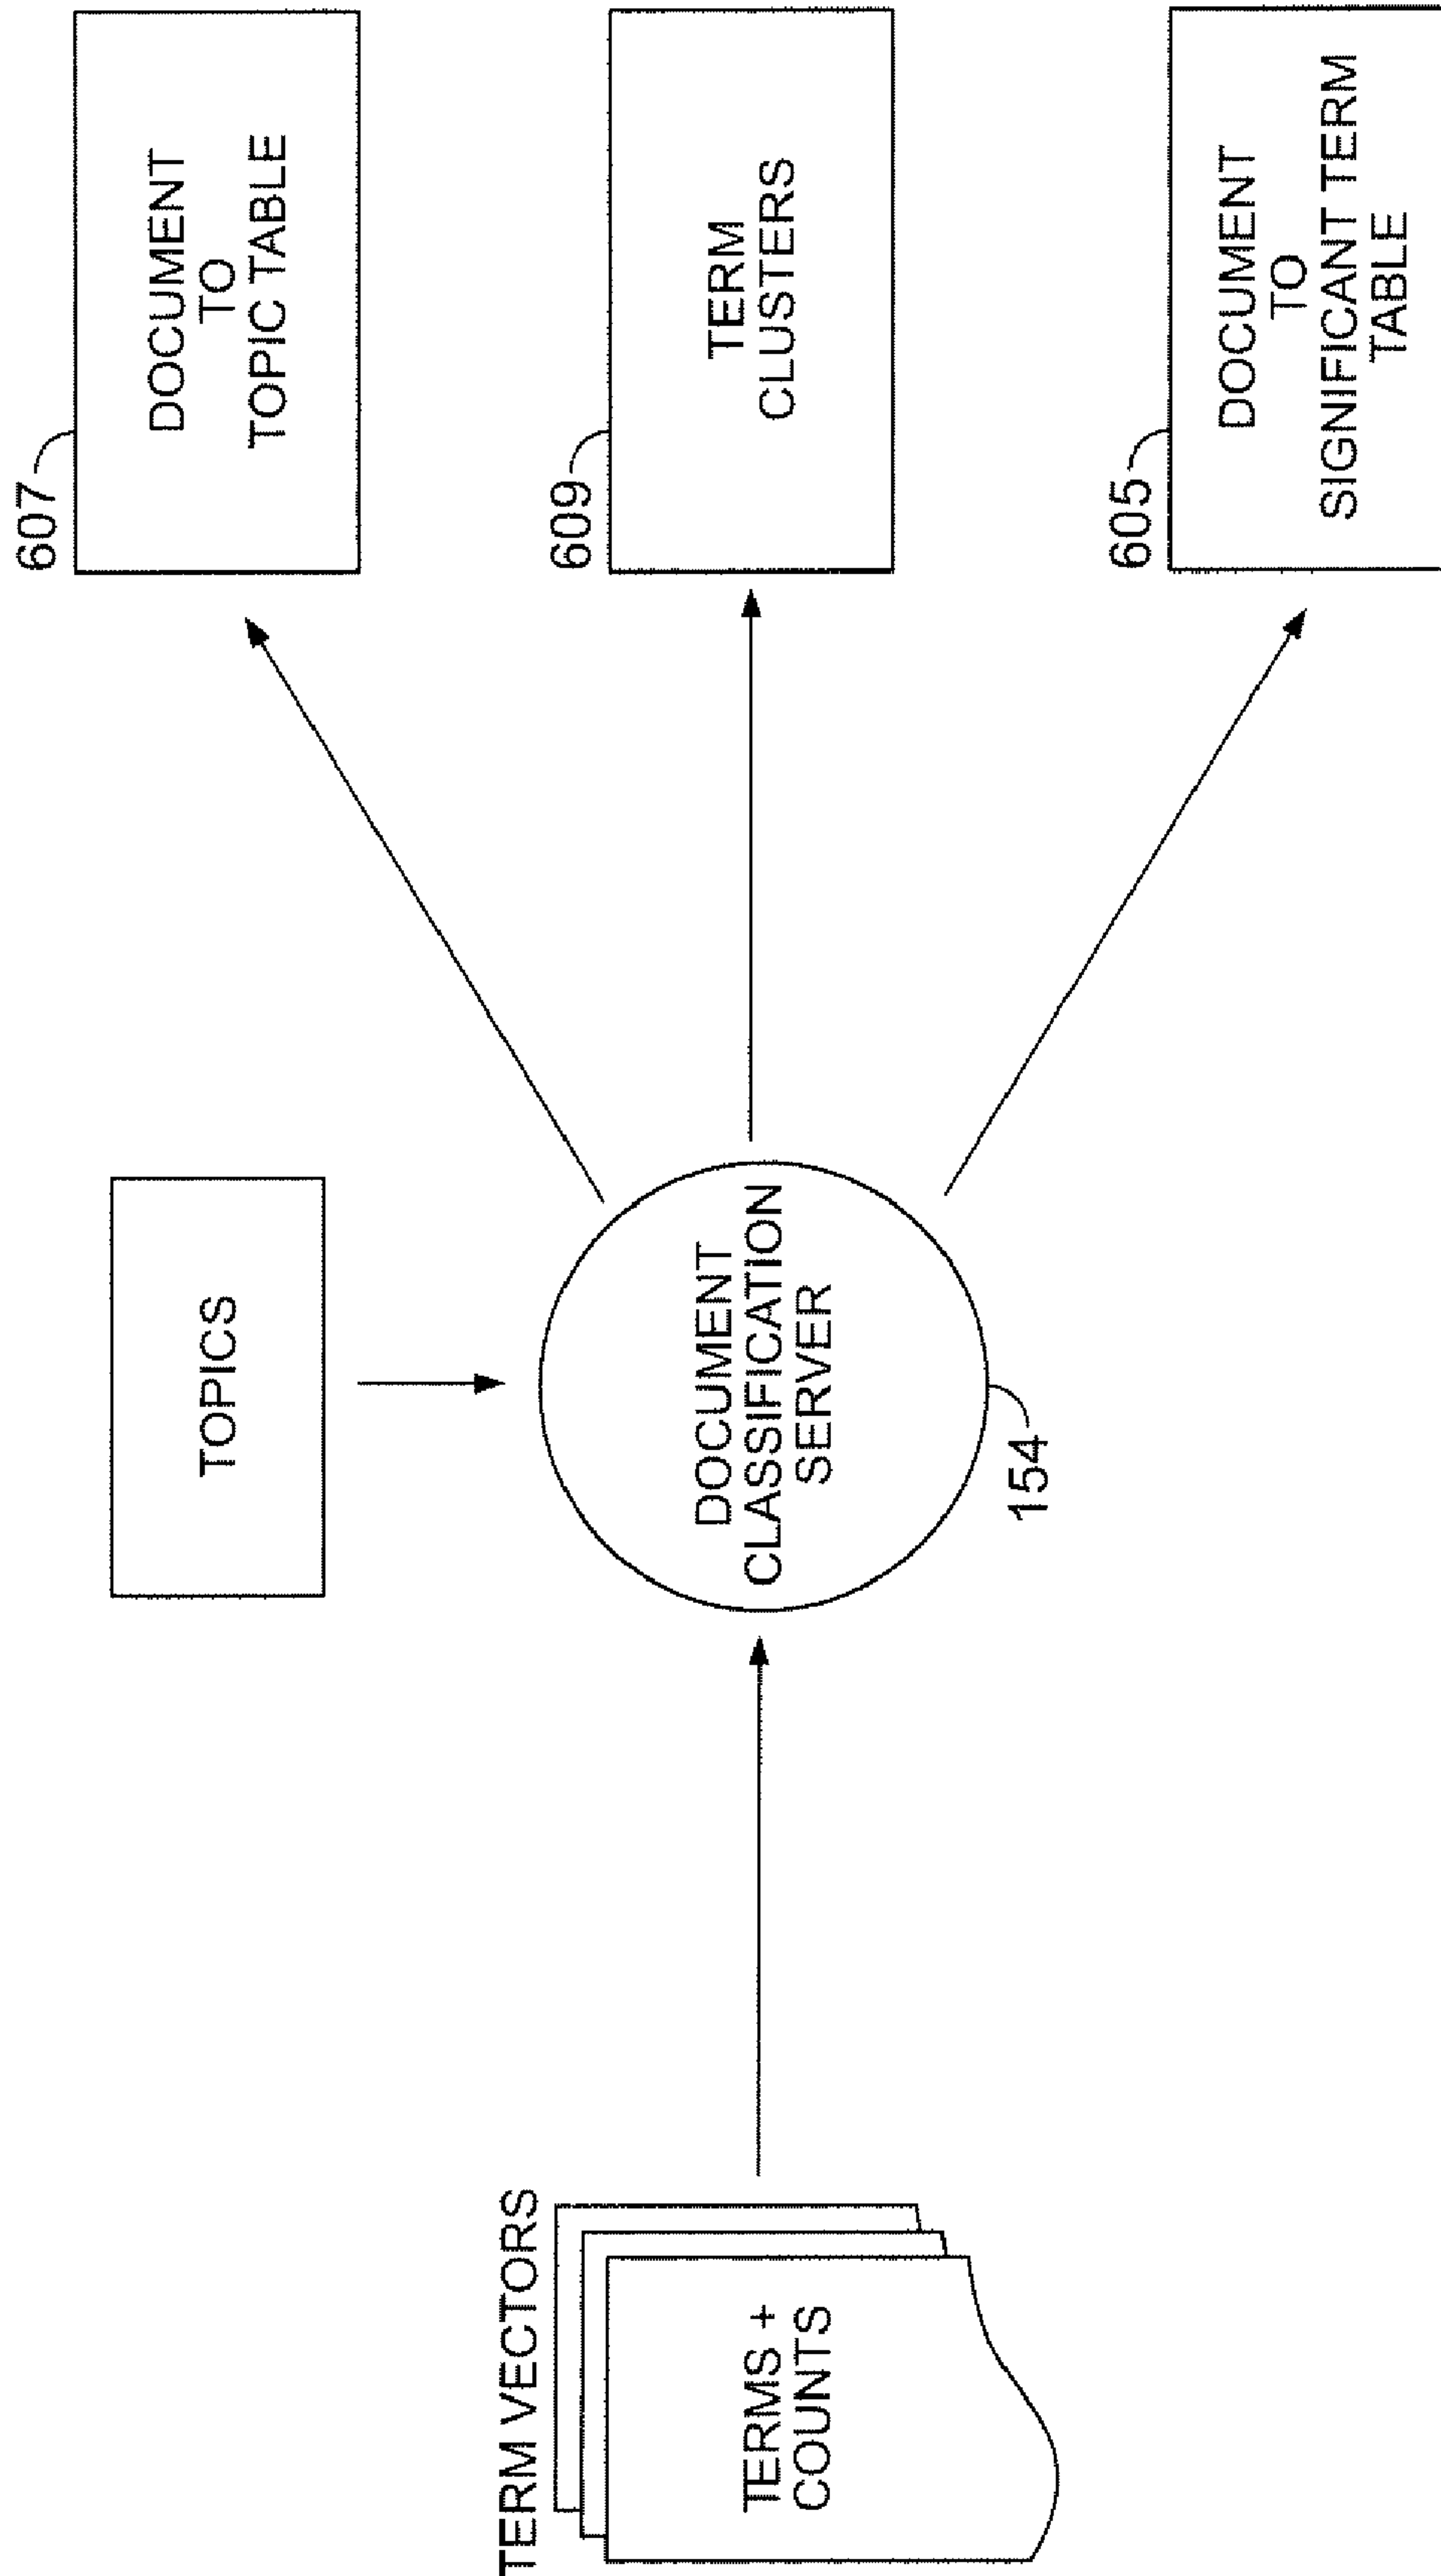 TERM VECTORS
TERMS +
COUNTS
TOPICS
DOCUMENT
CLASSIFICATION
SERVER
154
607
DOCUMENT
TO
TOPIC TABLE
609
TERM
CLUSTERS
605
DOCUMENT
TO
SIGNIFICANT TERM
TABLE